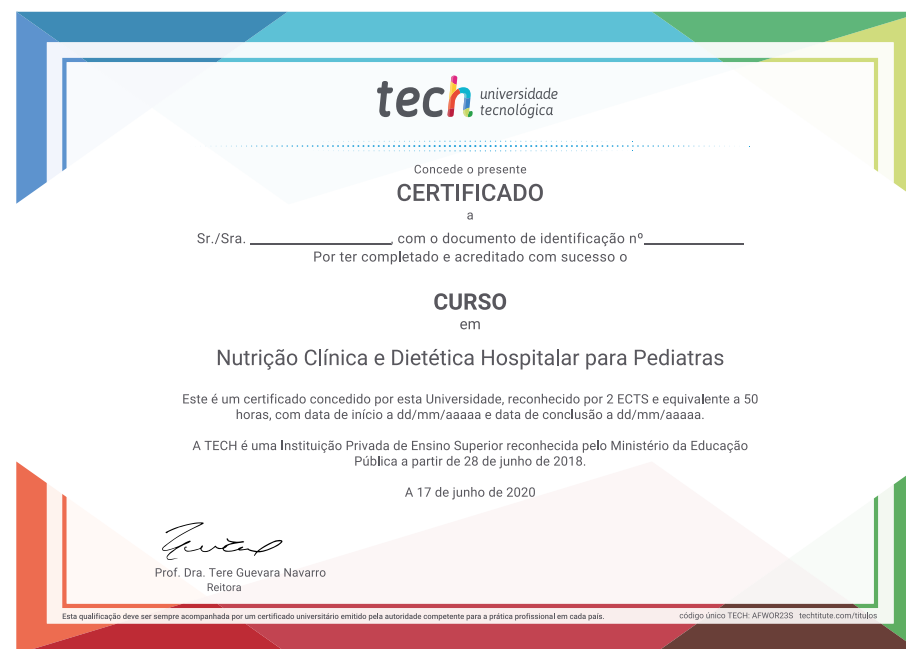 tech universidade
tecnológica
Concede o presente
CERTIFICADO
a
Sr./Sra. ____________________, com o documento de identificação nº______________
Por ter completado e acreditado com sucesso o
CURSO
em
Nutrição Clínica e Dietética Hospitalar para Pediatras
Este é um certificado concedido por esta Universidade, reconhecido por 2 ECTS e equivalente a 50
horas, com data de início a dd/mm/aaaaa e data de conclusão a dd/mm/aaaaa.
A TECH é uma Instituição Privada de Ensino Superior reconhecida pelo Ministério da Educação
Pública a partir de 28 de junho de 2018.
A 17 de junho de 2020
Prof. Dra. Tere Guevara Navarro
Reitora
Esta qualificação deve ser sempre acompanhada por um certificado universitário emitido pela autoridade competente para a prática profissional em cada país.
código único TECH: AFWOR23S techtitute.com/titulos